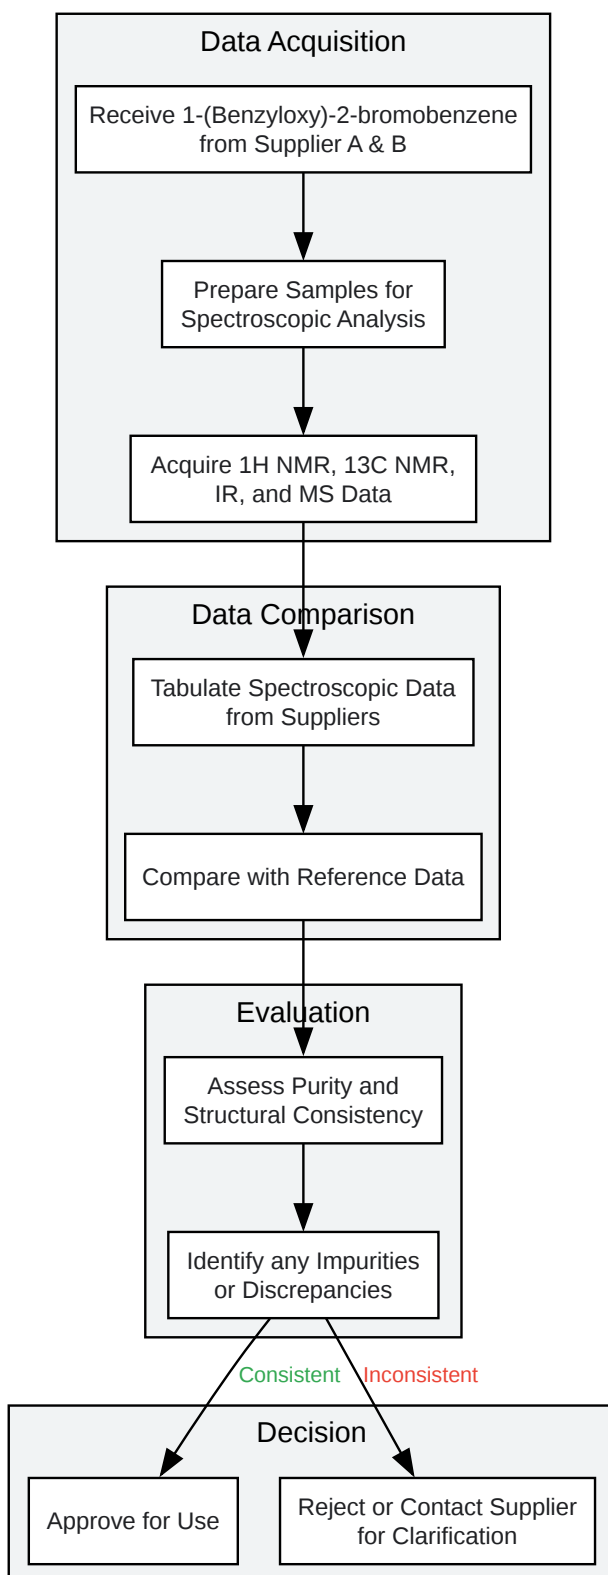 Data Acquisition
Receive 1-(Benzyloxy)-2-bromobenzene
from Supplier A & B
Prepare Samples for
Spectroscopic Analysis
Acquire 1H NMR, 13C NMR,
IR, and MS Data
Data Comparison
Tabulate Spectroscopic Data
from Suppliers
Compare with Reference Data
Evaluation
Assess Purity and
Structural Consistency
Identify any Impurities
or Discrepancies
Consistent
Inconsistent
Decision
Approve for Use
Reject or Contact Supplier
for Clarification